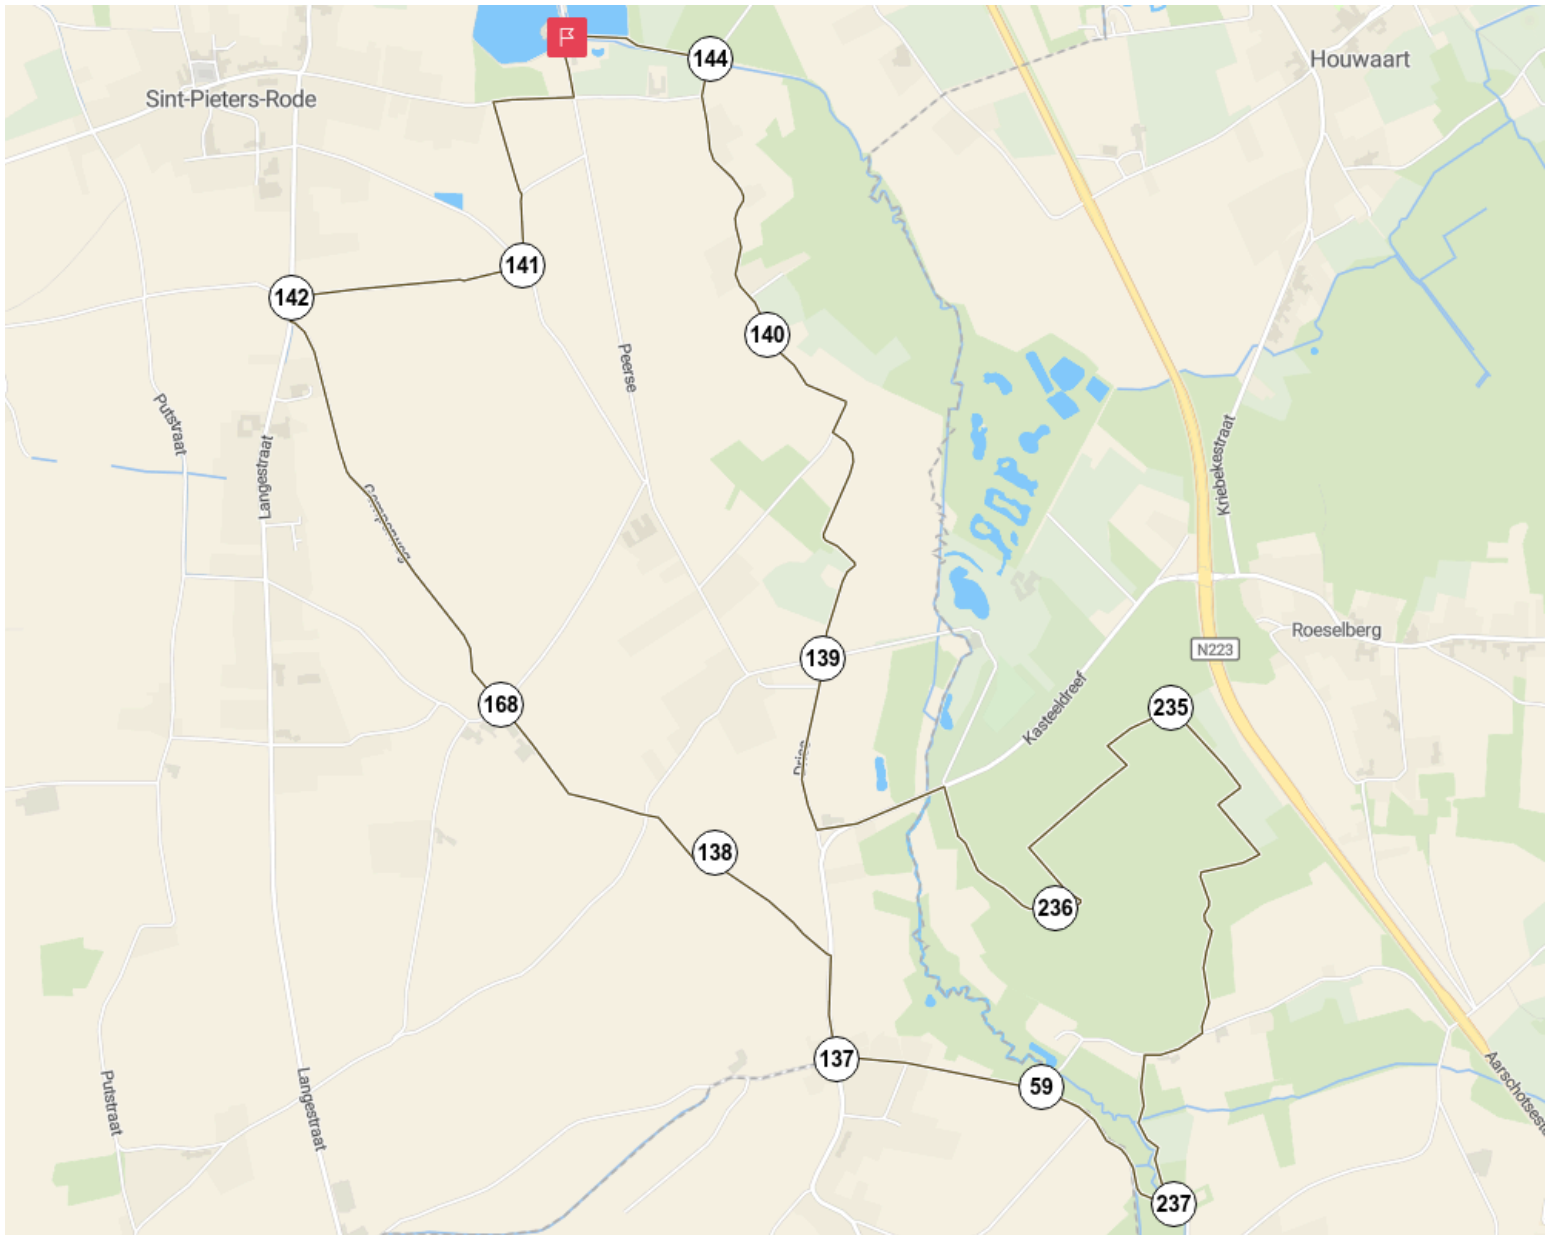 144
Houwaart
Sint-Pieters-Rode
141
142
140
Peerse
Putstraat
Langestraat
Kriebekestraat
Gemperweg
Roeselberg
139
N223
168
Kasteeldreef
235
138
236
137
59
Putstraat
Langestraat
237